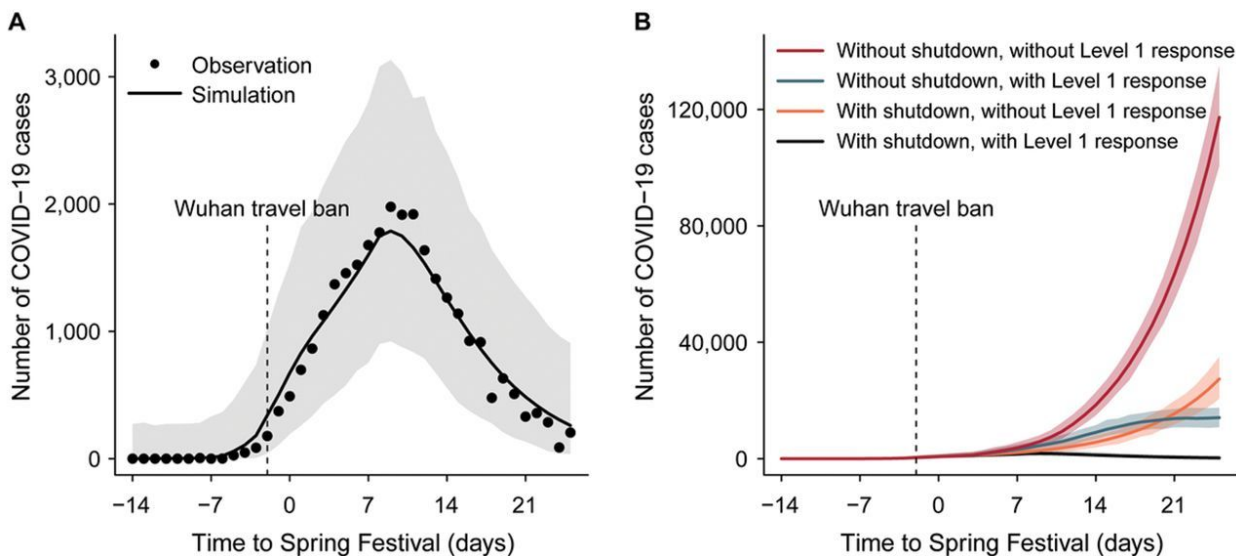 A
Number of COVID−19 cases
3,000
2,000
1,000
0
Observation
Simulation
Wuhan travel ban
−14
−7
0
7
14
21
Time to Spring Festival (days)
B
Number of COVID−19 cases
120,000
80,000
40,000
0
Without shutdown, without Level 1 response
Without shutdown, with Level 1 response
With shutdown, without Level 1 response
With shutdown, with Level 1 response
Wuhan travel ban
−14
−7
0
7
14
21
Time to Spring Festival (days)